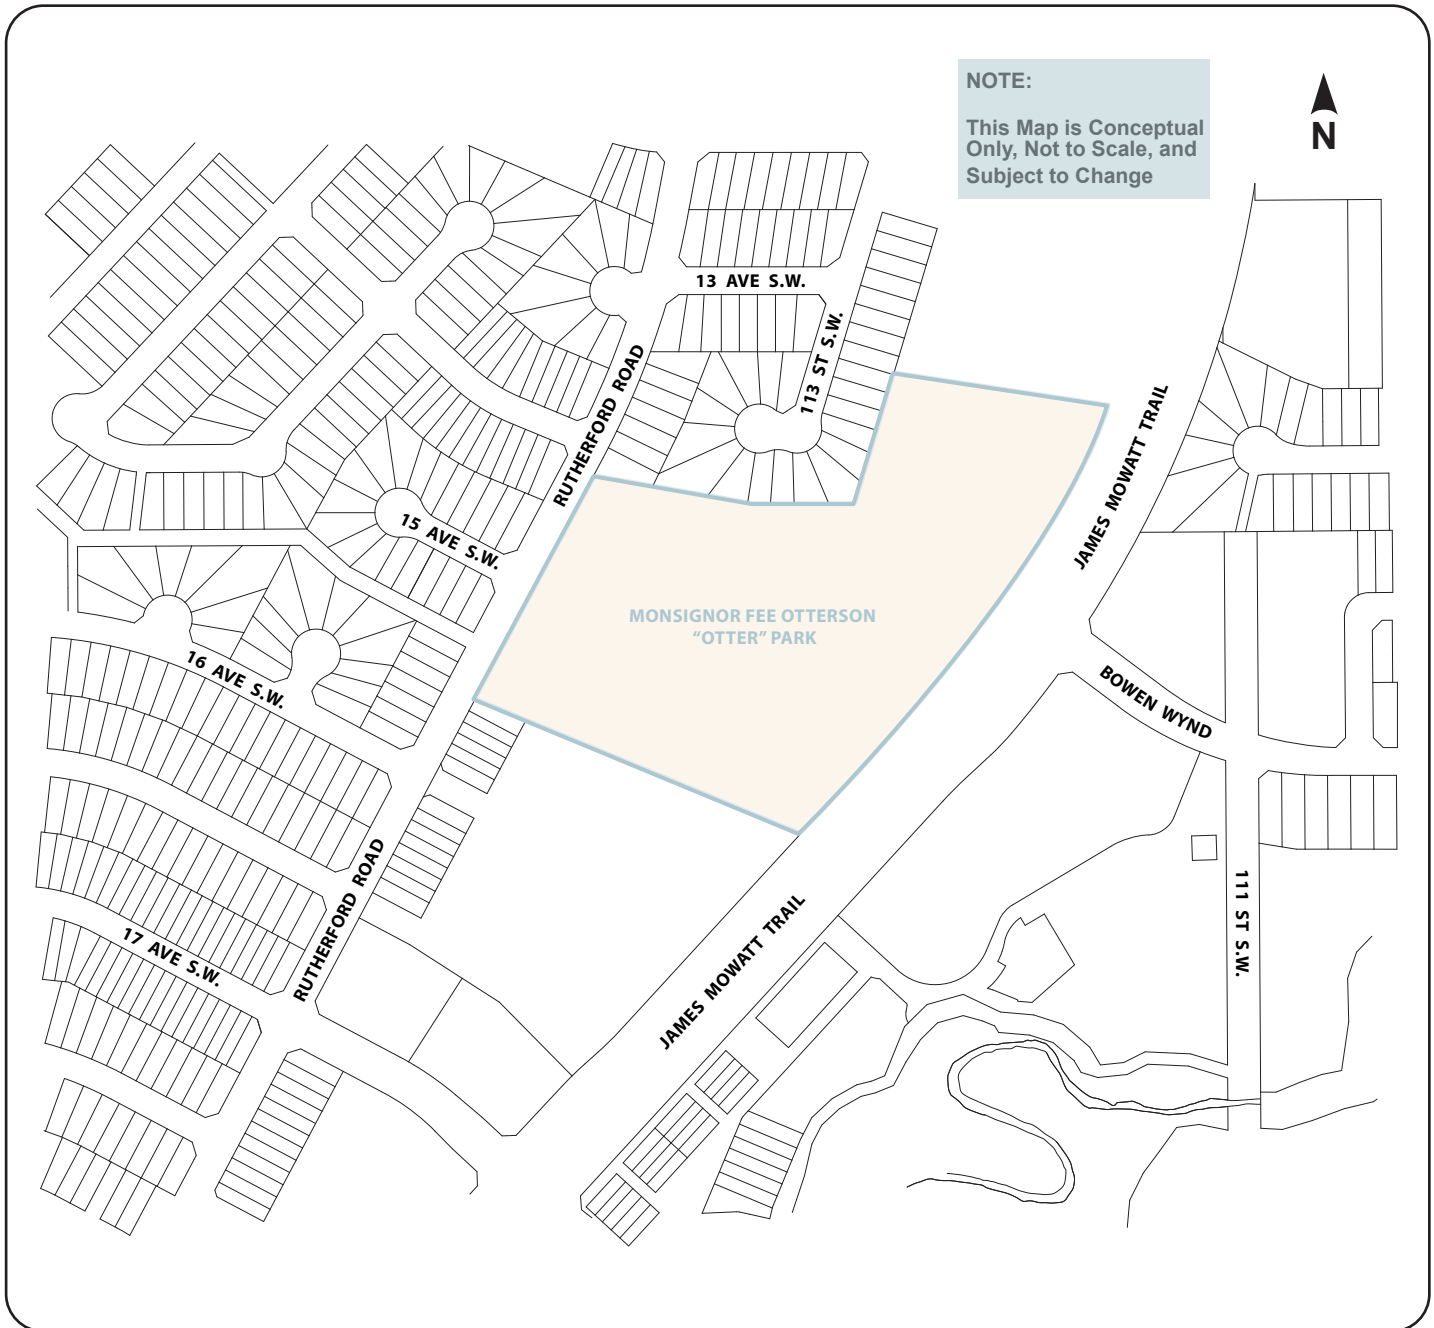 NOTE:
This Map is Conceptual
Only, Not to Scale, and
Subject to Change
N
13 AVE S.W.
113 ST S.W.
RUTHERFORD ROAD
JAMES MOWATT TRAIL
15 AVE S.W.
MONSIGNOR FEE OTTERSON
“OTTER” PARK
16 AVE S.W.
BOWEN WYND
RUTHERFORD ROAD
111 ST S.W.
17 AVE S.W.
JAMES MOWATT TRAIL